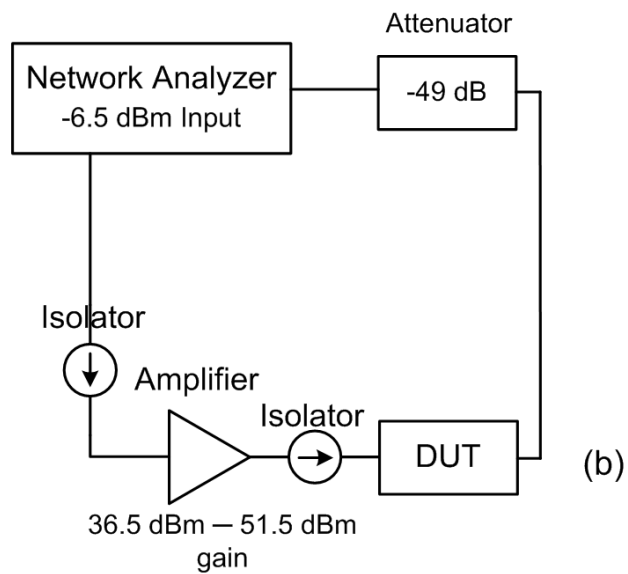 Attenuator
Network Analyzer
-6.5 dBm Input
-49 dB
Isolator
Amplifier
Isolator
DUT
(b)
36.5 dBm — 51.5 dBm
gain